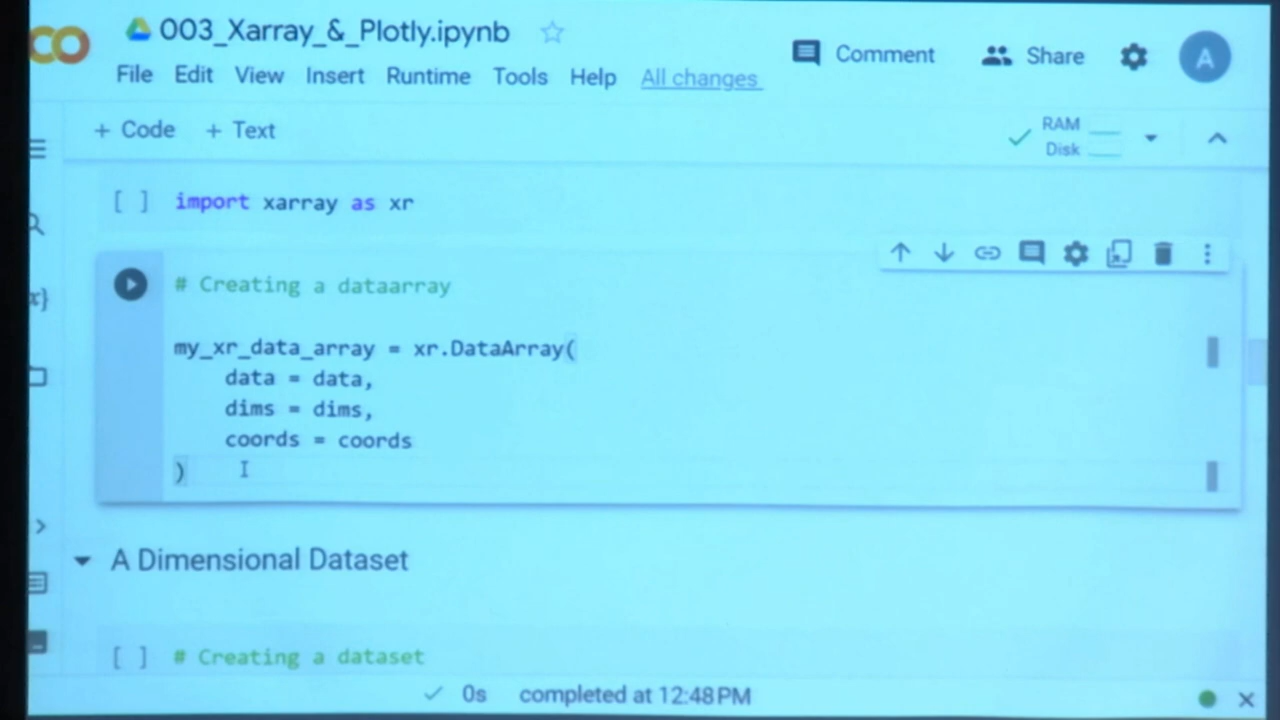 003_Xarray_&_Plotly.ipynb
Comment
Share
A
File Edit View Insert Runtime Tools Help All changes
+ Code + Text
RAM
Disk
[ ] import xarray as xr
# Creating a dataarray
my_xr_data_array = xr.DataArray(
data = data,
dims = dims,
coords = coords
)
A Dimensional Dataset
[ ] # Creating a dataset
0s completed at 12:48 PM